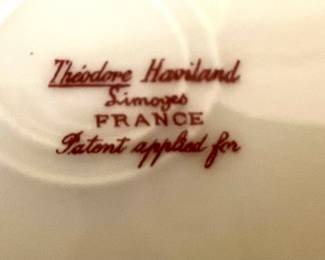 Théodore Haviland
Limoges
FRANCE
Patent applied for